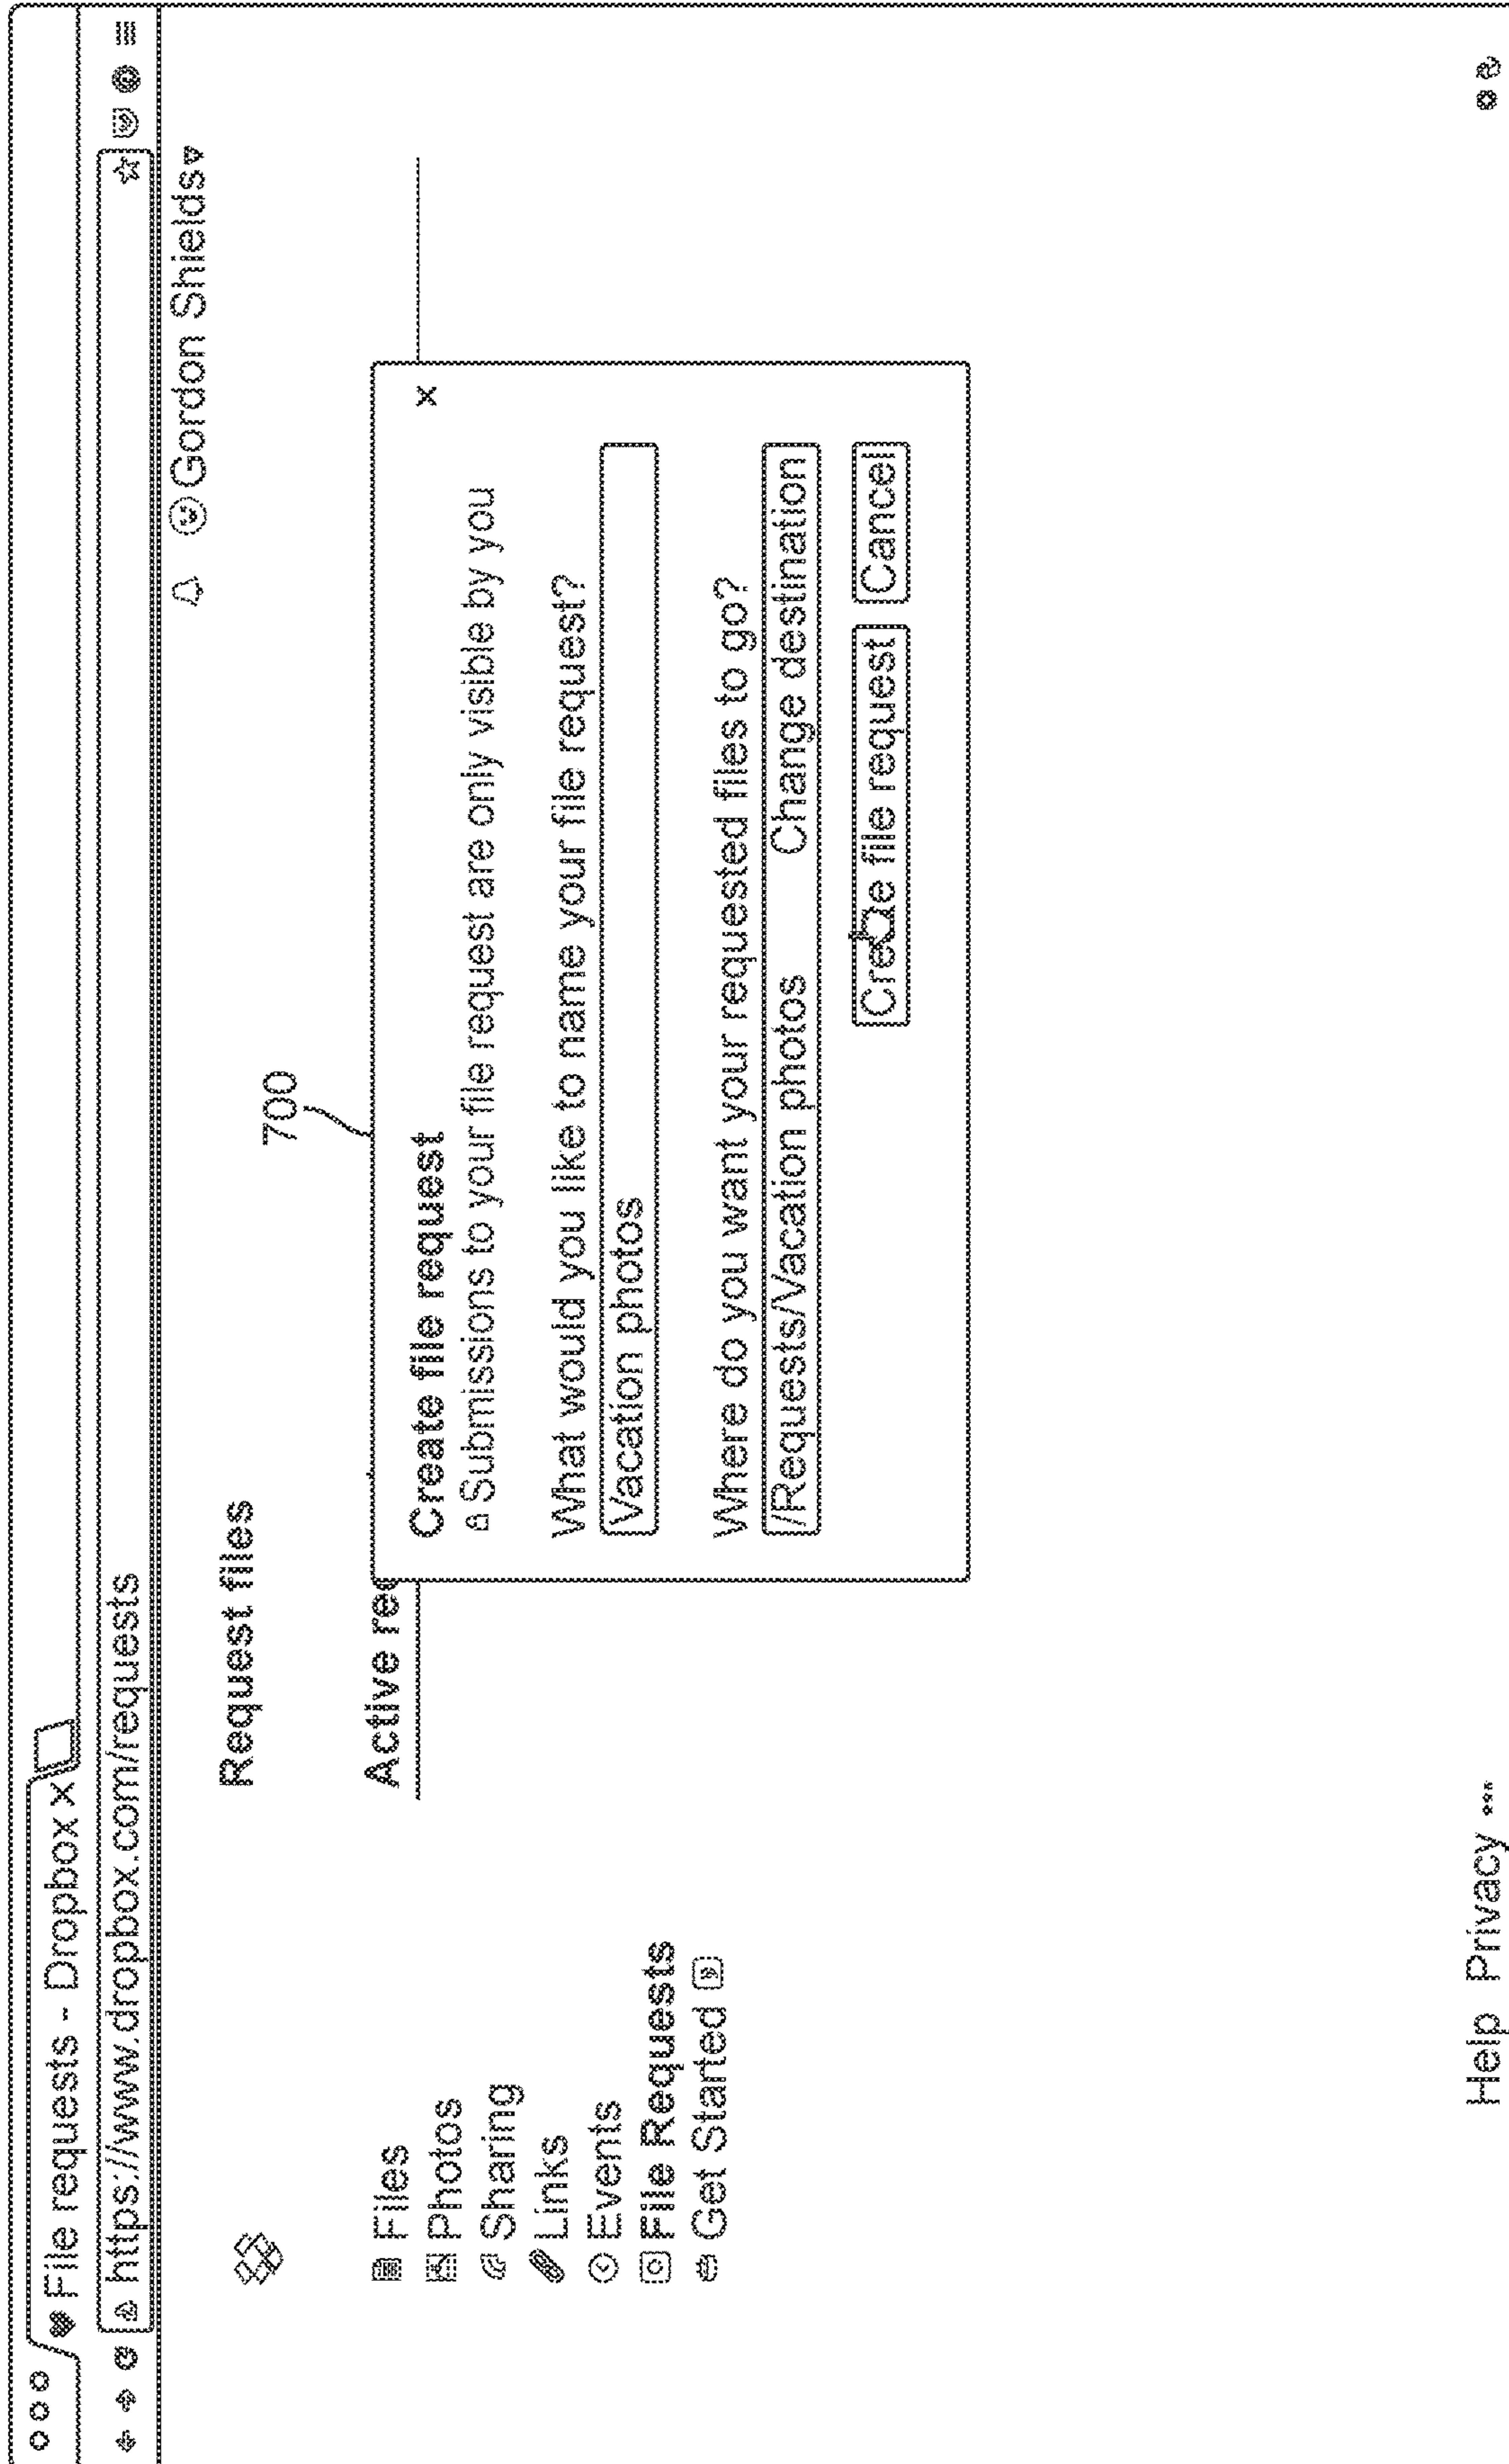 File requests - Dropbox X
https://www.dropbox.com/requests
Gordon Shields
Request files
700
Active req
Files
Photos
Sharing
Links
Events
File Requests
Get Started
Create file request
X
Submissions to your file request are only visible by you
What would you like to name your file request?
Vacation photos
Where do you want your requested files to go?
/Requests/Vacation photos Change destination
Create file request Cancel
Help Privacy •••